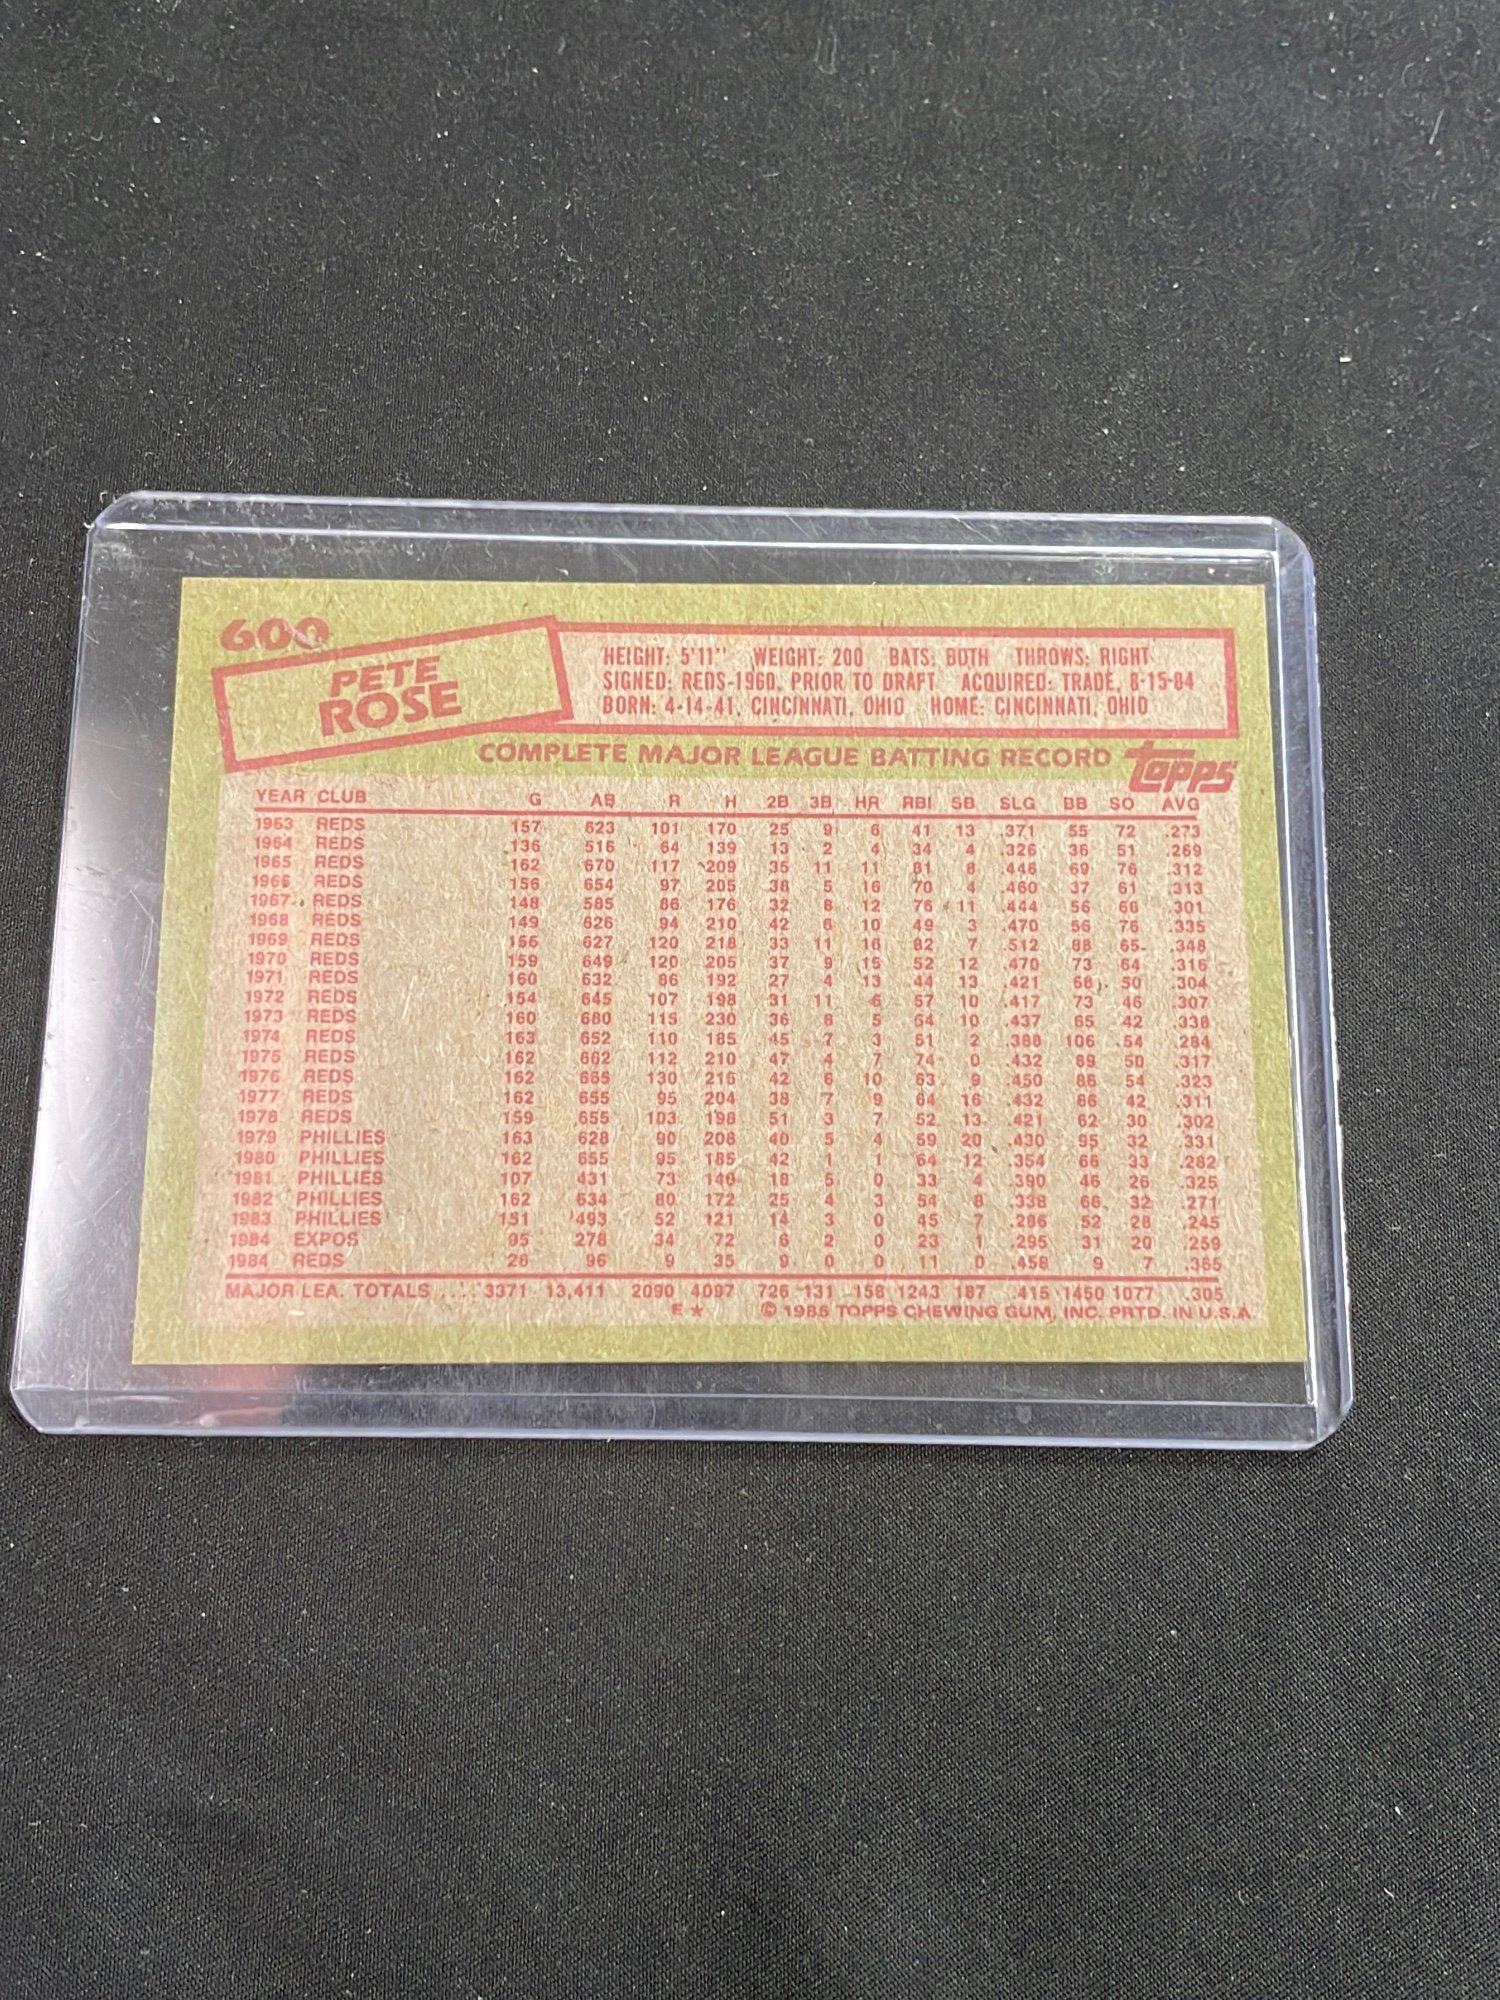 600
PETE
ROSE
HEIGHT: 5'11" WEIGHT: 200 BATS: BOTH THROWS: RIGHT
SIGNED: REDS-1960, PRIOR TO DRAFT ACQUIRED: TRADE, 8-15-84
BORN: 4-14-41, CINCINNATI, OHIO HOME: CINCINNATI, OHIO
COMPLETE MAJOR LEAGUE BATTING RECORD topps
YEAR CLUB G AB R H 2B 3B HR RBI SB SLG BB SO AVG
1963 REDS 157 623 101 170 25 9 6 41 13 .371 55 72 .273
1964 REDS 136 516 64 139 13 2 4 34 4 .326 36 51 .269
1965 REDS 162 670 117 209 35 11 11 81 8 .446 69 76 .312
1966 REDS 156 654 97 205 38 5 16 70 4 .460 37 61 .313
1967 REDS 148 585 86 176 32 8 12 76 11 .444 56 66 .301
1968 REDS 149 626 94 210 42 6 10 49 3 .470 56 76 .335
1969 REDS 156 627 120 218 33 11 16 82 7 .512 88 65 .348
1970 REDS 159 649 120 205 37 9 15 52 12 .470 73 64 .316
1971 REDS 160 632 86 192 27 4 13 44 13 .421 68 50 .304
1972 REDS 154 645 107 198 31 11 6 57 10 .417 73 46 .307
1973 REDS 160 680 115 230 36 8 5 64 10 .437 65 42 .338
1974 REDS 163 652 110 185 45 7 3 51 2 .388 106 54 .284
1975 REDS 162 662 112 210 47 4 7 74 0 .432 89 50 .317
1976 REDS 162 665 130 215 42 6 10 63 9 .450 86 54 .323
1977 REDS 162 655 95 204 38 7 9 64 16 .432 66 42 .311
1978 REDS 159 655 103 198 51 3 7 52 13 .421 62 30 .302
1979 PHILLIES 163 628 90 208 40 5 4 59 20 .430 95 32 .331
1980 PHILLIES 162 655 95 185 42 1 1 64 12 .354 66 33 .282
1981 PHILLIES 107 431 73 140 18 5 0 33 4 .390 46 26 .325
1982 PHILLIES 162 634 80 172 25 4 3 54 8 .338 66 32 .271
1983 PHILLIES 151 493 52 121 14 3 0 45 7 .286 52 28 .245
1984 EXPOS 95 278 34 72 6 2 0 23 1 .295 31 20 .259
1984 REDS 26 96 9 35 9 0 0 11 0 .458 9 7 .365
MAJOR LEA. TOTALS .... 3371 13,411 2090 4097 726 131 158 1243 187 .415 1450 1077 .305
E ★ © 1985 TOPPS CHEWING GUM, INC. PRTD. IN U.S.A.